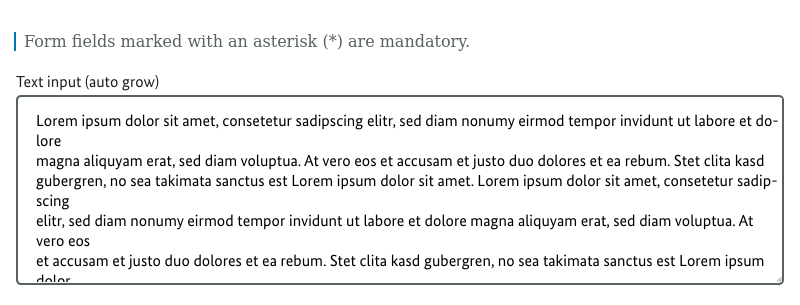 Form fields marked with an asterisk (*) are mandatory.
Text input (auto grow)
Lorem ipsum dolor sit amet, consetetur sadipscing elitr, sed diam nonumy eirmod tempor invidunt ut labore et do-
lore
magna aliquyam erat, sed diam voluptua. At vero eos et accusam et justo duo dolores et ea rebum. Stet clita kasd
gubergren, no sea takimata sanctus est Lorem ipsum dolor sit amet. Lorem ipsum dolor sit amet, consetetur sadip-
scing
elitr, sed diam nonumy eirmod tempor invidunt ut labore et dolore magna aliquyam erat, sed diam voluptua. At
vero eos
et accusam et justo duo dolores et ea rebum. Stet clita kasd gubergren, no sea takimata sanctus est Lorem ipsum
dolor